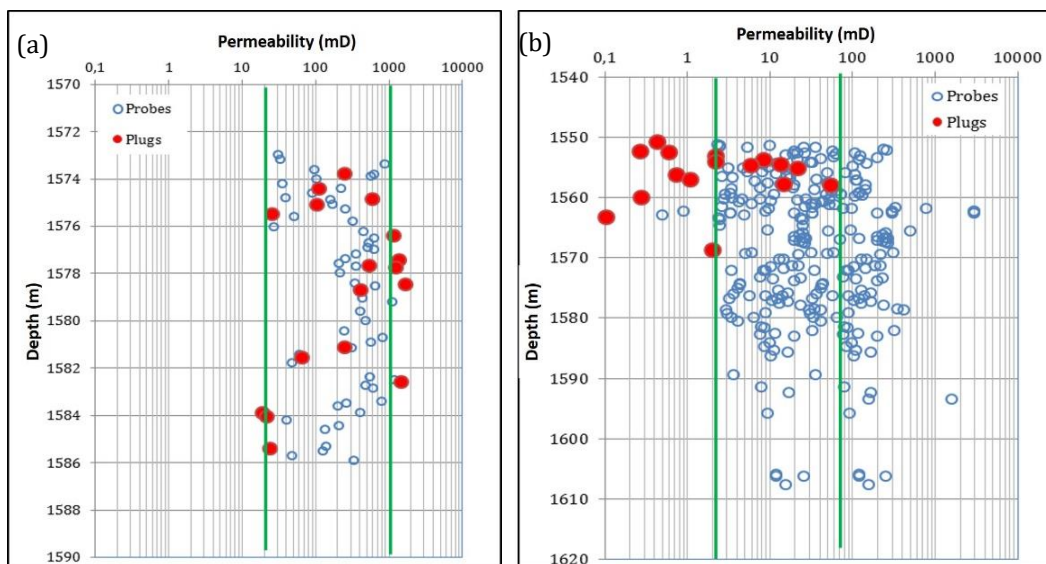 (a)
Permeability (mD)
0,1 1 10 100 1000 10000
Depth (m)
1570
1572
1574
1576
1578
1580
1582
1584
1586
1588
1590
Probes
Plugs
(b)
Permeability (mD)
0,1 1 10 100 1000 10000
Depth (m)
1540
1550
1560
1570
1580
1590
1600
1610
1620
Probes
Plugs